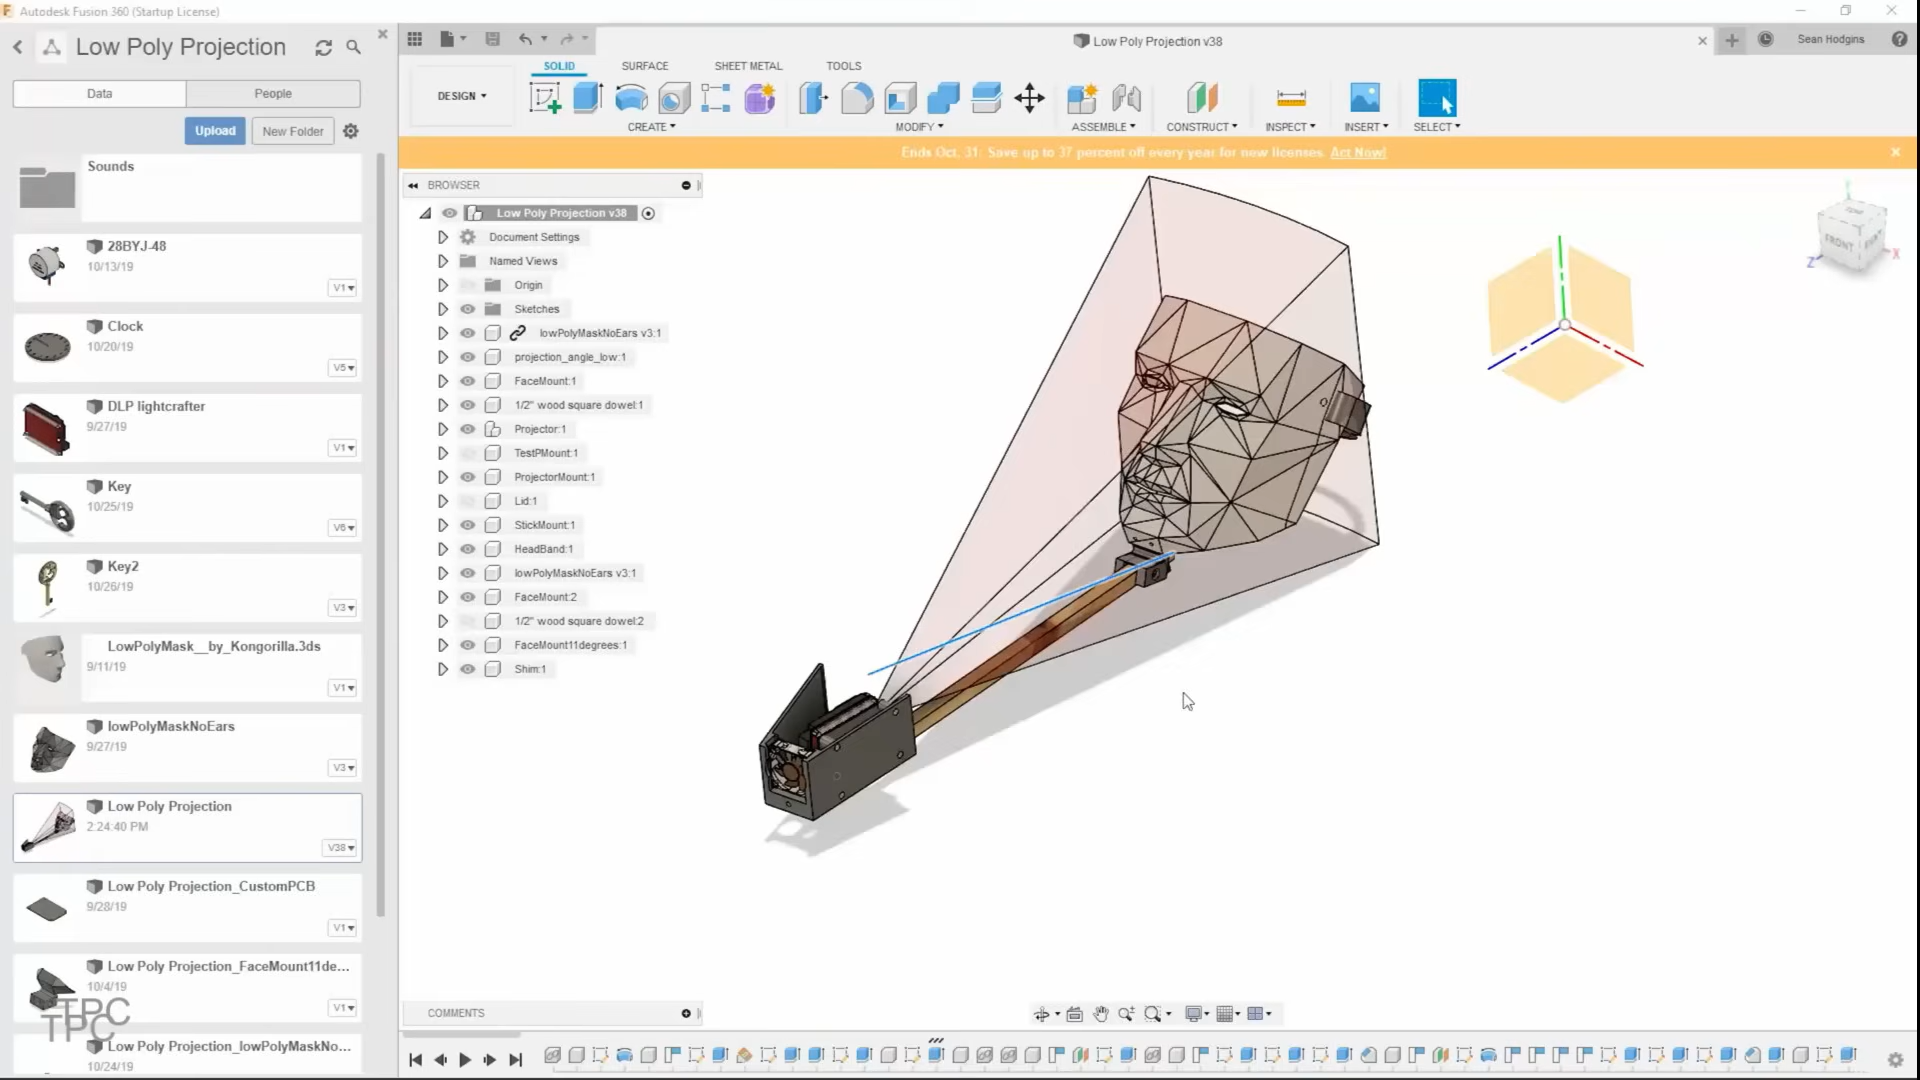 Autodesk Fusion 360 (Startup License)
Low Poly Projection
Data People
Upload New Folder
Sounds
28BYJ-48
10/13/19
V1
Clock
10/20/19
V5
DLP lightcrafter
9/27/19
V1
Key
10/25/19
V6
Key2
10/26/19
V3
LowPolyMask__by_Kongorilla.3ds
9/11/19
V1
lowPolyMaskNoEars
9/27/19
V3
Low Poly Projection
2:24:40 PM
V38
Low Poly Projection_CustomPCB
9/28/19
V1
Low Poly Projection_FaceMount11de...
10/4/19
V1
TPC
TPC
Low Poly Projection_lowPolyMaskNo...
10/24/19
Low Poly Projection v38
Sean Hodgins
SOLID SURFACE SHEET METAL TOOLS
DESIGN
CREATE MODIFY ASSEMBLE CONSTRUCT INSPECT INSERT SELECT
Ends Oct. 31: Save up to 37 percent off every year for new licenses. Act Now!
BROWSER
Low Poly Projection v38
Document Settings
Named Views
Origin
Sketches
lowPolyMaskNoEars v3:1
projection_angle_low:1
FaceMount:1
1/2" wood square dowel:1
Projector:1
TestPMount:1
ProjectorMount:1
Lid:1
StickMount:1
HeadBand:1
lowPolyMaskNoEars v3:1
FaceMount:2
1/2" wood square dowel:2
FaceMount11degrees:1
Shim:1
TOP
FRONT
Y
Z
X
COMMENTS